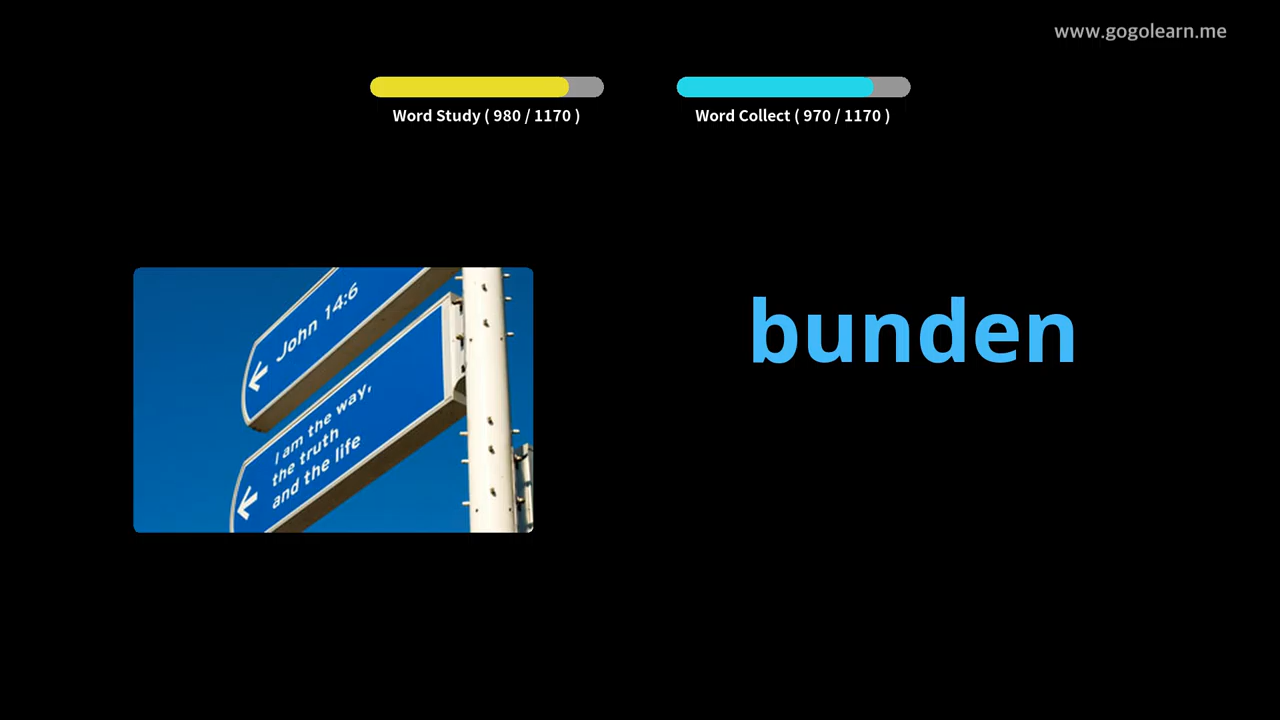 www.gogolearn.me
Word Study ( 980 / 1170 )
Word Collect ( 970 / 1170 )
John 14:6
I am the way,
the truth
and the life
bunden